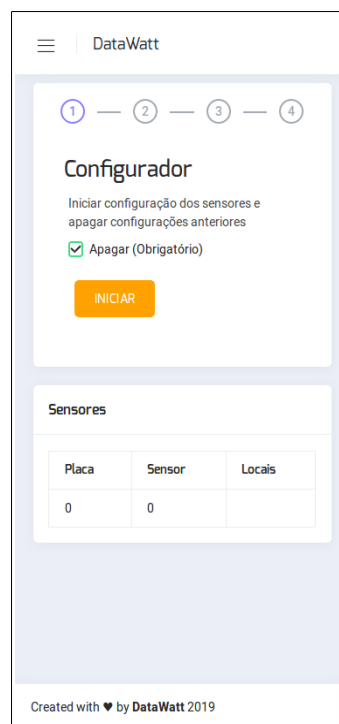 DataWatt
1 2 3 4
Configurador
Iniciar configuração dos sensores e
apagar configurações anteriores
Apagar (Obrigatório)
INICIAR
Sensores
Placa Sensor Locais
0 0
Created with ♥ by DataWatt 2019